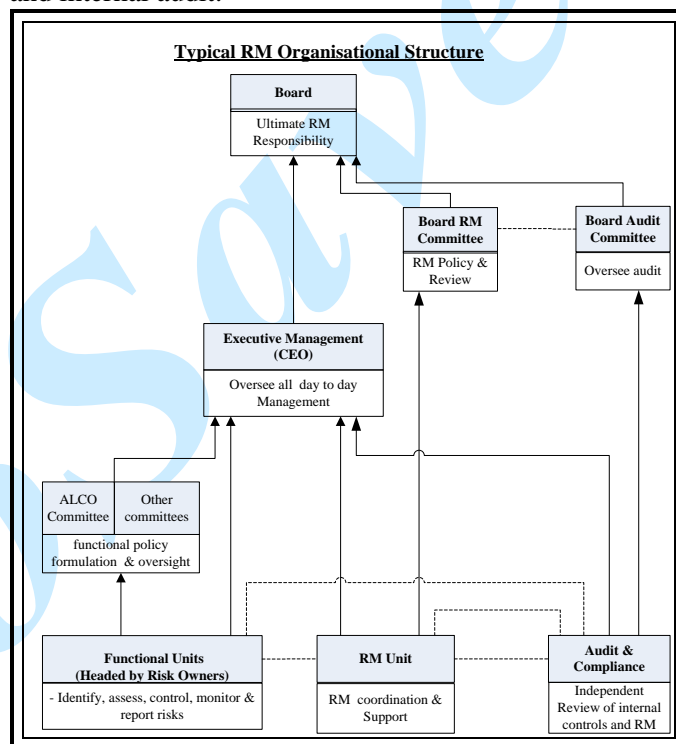 and internal audit.
Typical RM Organisational Structure
Board
Ultimate RM
Responsibility
Board RM
Committee
RM Policy &
Review
Board Audit
Committee
Oversee audit
Executive Management
(CEO)
Oversee all day to day
Management
ALCO
Committee
Other
committees
functional policy
formulation & oversight
Functional Units
(Headed by Risk Owners)
- Identify, assess, control, monitor &
report risks
RM Unit
RM coordination &
Support
Audit &
Compliance
Independent
Review of internal
controls and RM